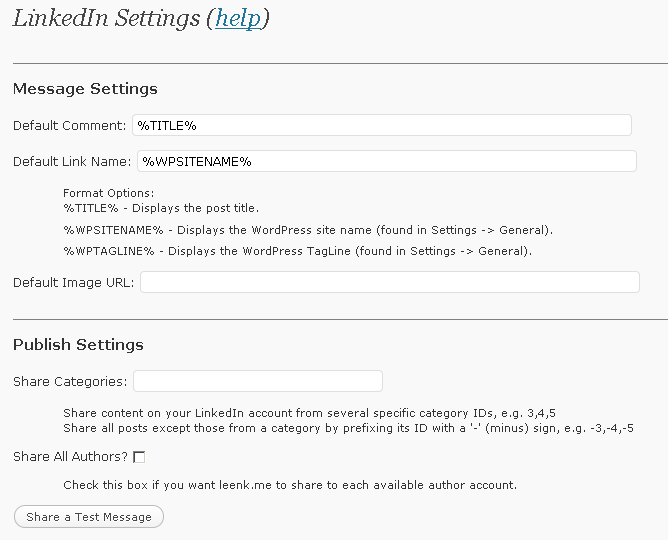 LinkedIn Settings (help)
Message Settings
Default Comment: %TITLE%
Default Link Name: %WPSITENAME%
Format Options:
%TITLE% - Displays the post title.
%WPSITENAME% - Displays the WordPress site name (found in Settings -> General).
%WPTAGLINE% - Displays the WordPress TagLine (found in Settings -> General).
Default Image URL:
Publish Settings
Share Categories:
Share content on your LinkedIn account from several specific category IDs, e.g. 3,4,5
Share all posts except those from a category by prefixing its ID with a '-' (minus) sign, e.g. -3,-4,-5
Share All Authors?
Check this box if you want leenk.me to share to each available author account.
Share a Test Message